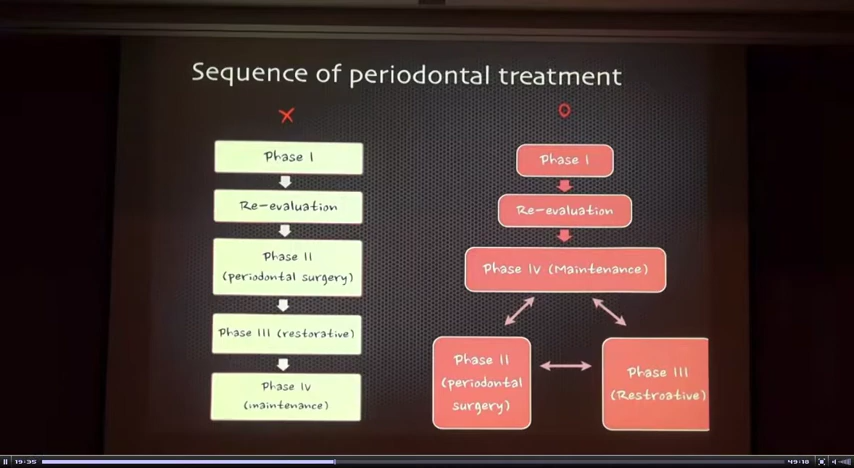 Sequence of periodontal treatment
X
O
Phase I
Re-evaluation
Phase II
(periodontal surgery)
Phase III (restorative)
Phase IV
(maintenance)
Phase I
Re-evaluation
Phase IV (Maintenance)
Phase II
(periodontal
surgery)
Phase III
(Restroative)
19:35
49:18